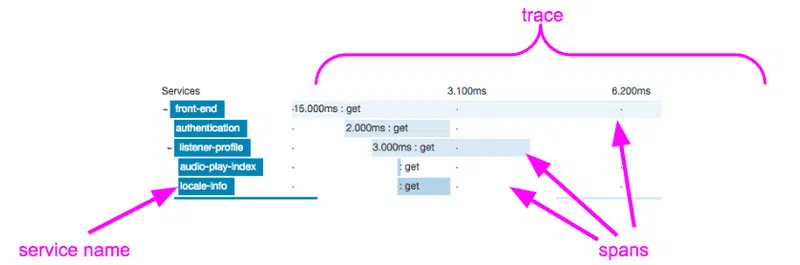 trace
Services 3.100ms 6.200ms
front-end 15.000ms : get
authentication 2.000ms : get
listener-profile 3.000ms : get
audio-play-index : get
locale-info : get
service name spans